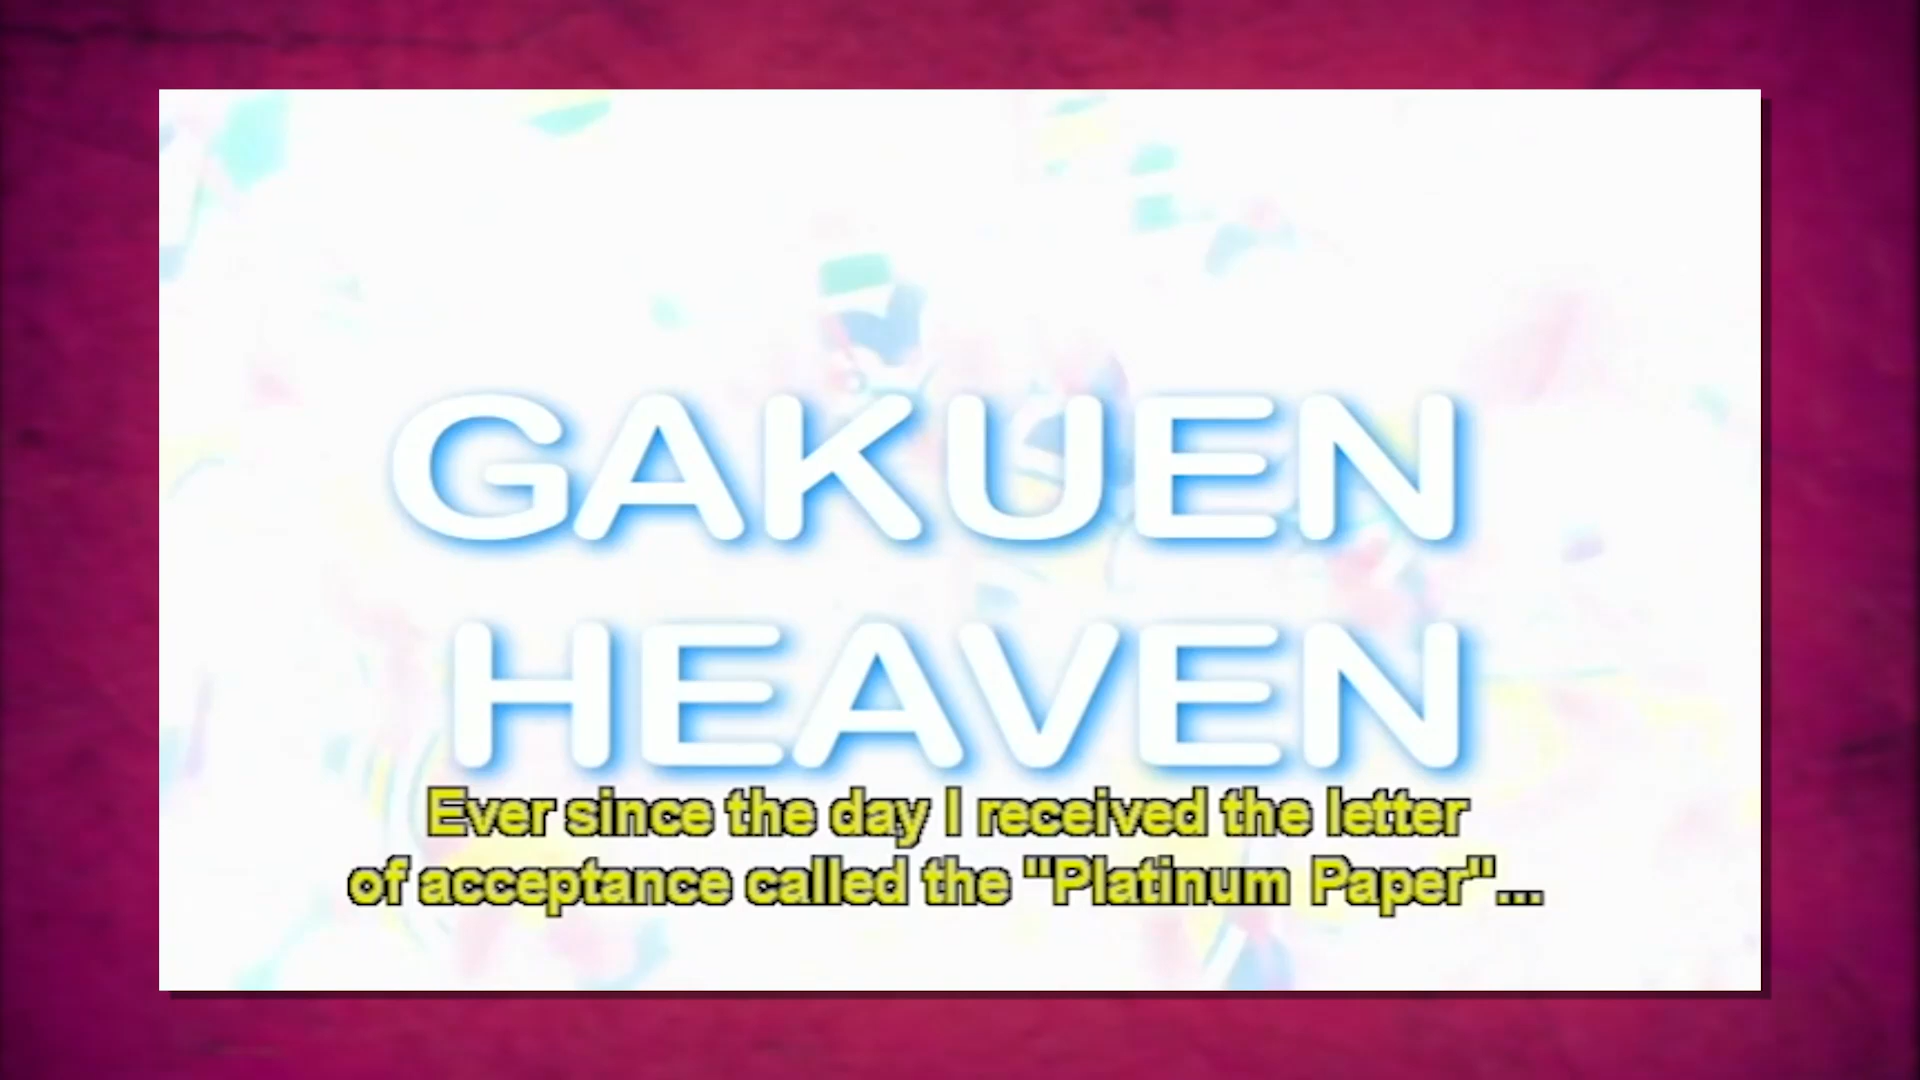 GAKUEN
HEAVEN
Ever since the day I received the letter
of acceptance called the "Platinum Paper"...